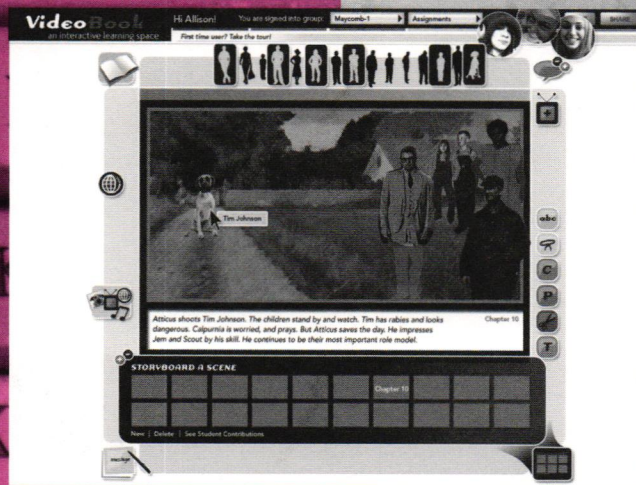 VideoBook
an interactive learning space
Hi Allison!
You are signed into group:
Maycomb-1
Assignments
SHARE
First time user? Take the tour!
Tim Johnson
abc
C
P
T
Atticus shoots Tim Johnson. The children stand by and watch. Tim has rabies and looks
dangerous. Calpurnia is worried, and prays. But Atticus saves the day. He impresses
Jem and Scout by his skill. He continues to be their most important role model.
Chapter 10
STORYBOARD A SCENE
Chapter 10
New | Delete | See Student Contributions